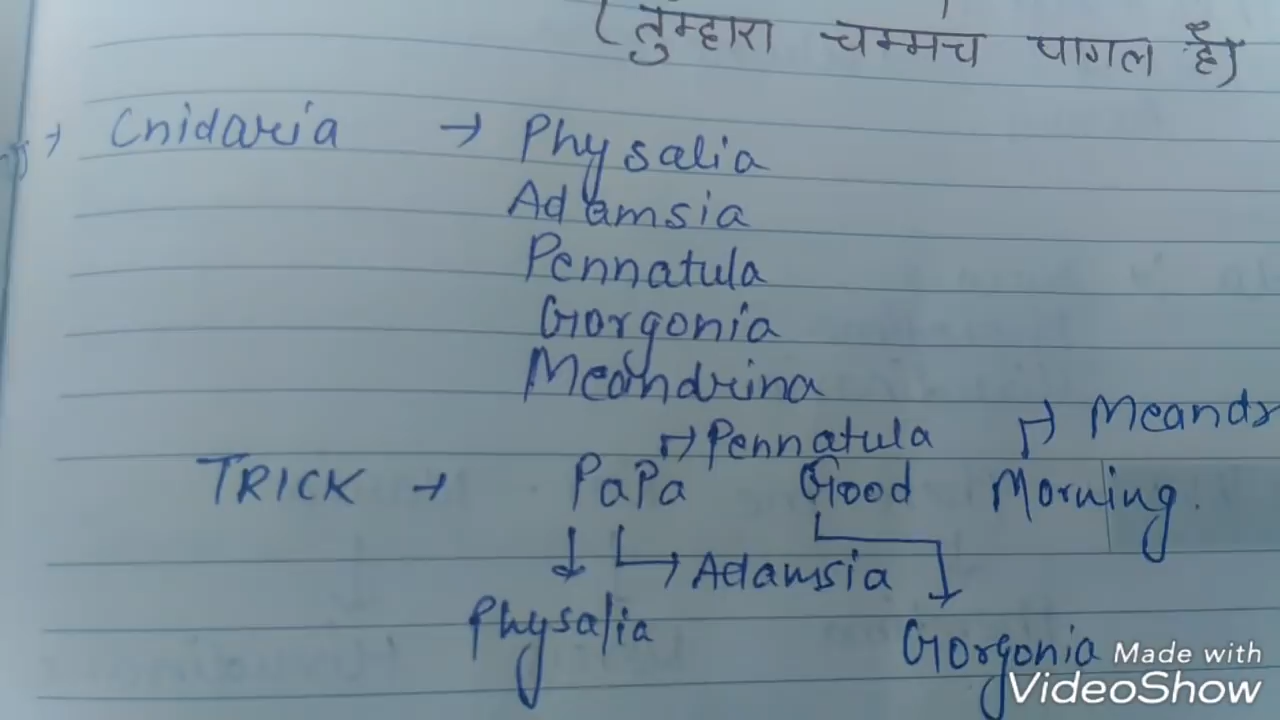 (तुम्हारा चम्मच पागल है)
→ Cnidaria → Physalia
Adamsia
Pennatula
Gorgonia
Meandrina
→ Pennatula → Meandr
TRICK → PaPa Good Morning.
→ Adamsia
Physalia Gorgonia
Made with
VideoShow